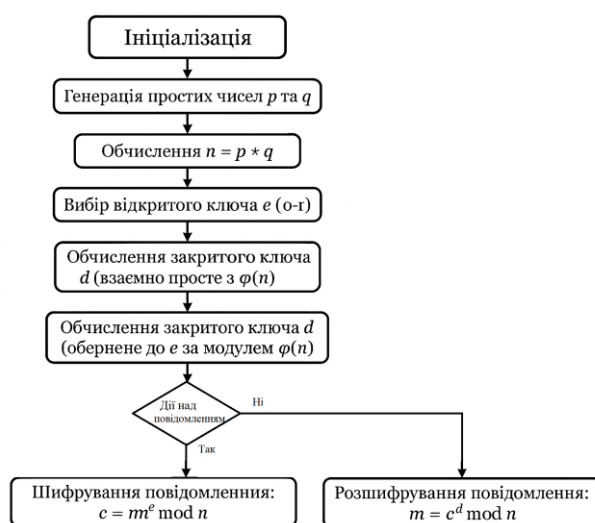 Ініціалізація
Генерація простих чисел p та q
Обчислення n = p * q
Вибір відкритого ключа e (o-r)
Обчислення закритого ключа
d (взаємно просте з φ(n)
Обчислення закритого ключа d
(обернене до e за модулем φ(n)
Дії над
повідомленням
Ні
Так
Шифрування повідомленния:
c = m^e mod n
Розшифрування повідомлення:
m = c^d mod n